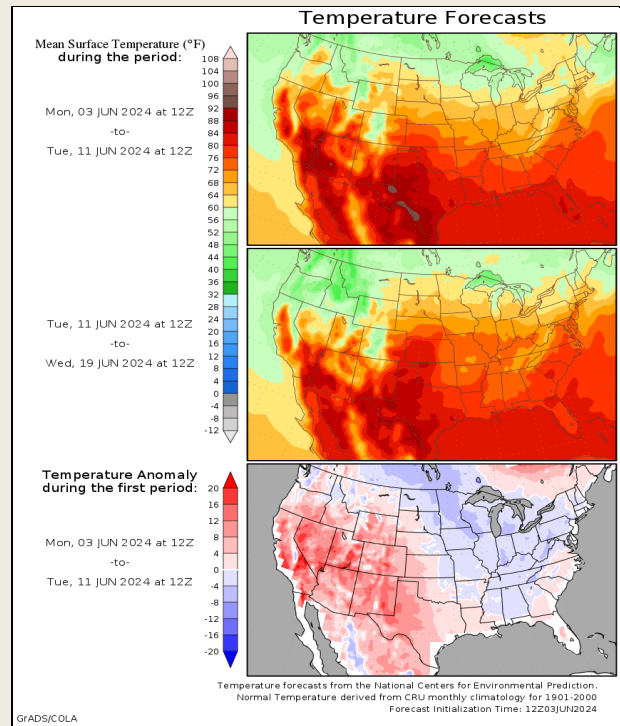 Temperature Forecasts
Mean Surface Temperature (°F)
during the period:
108
104
100
96
92
88
84
80
76
72
68
64
60
56
52
48
44
40
36
32
28
24
20
16
12
8
4
0
-4
-8
-12
Mon, 03 JUN 2024 at 12Z
-to-
Tue, 11 JUN 2024 at 12Z
Tue, 11 JUN 2024 at 12Z
-to-
Wed, 19 JUN 2024 at 12Z
Temperature Anomaly
during the first period:
20
16
12
8
4
0
-4
-8
-12
-16
-20
Mon, 03 JUN 2024 at 12Z
-to-
Tue, 11 JUN 2024 at 12Z
Temperature forecasts from the National Centers for Environmental Prediction.
Normal Temperature derived from CRU monthly climatology for 1901-2000
Forecast Initialization Time: 12Z03JUN2024
GrADS/COLA